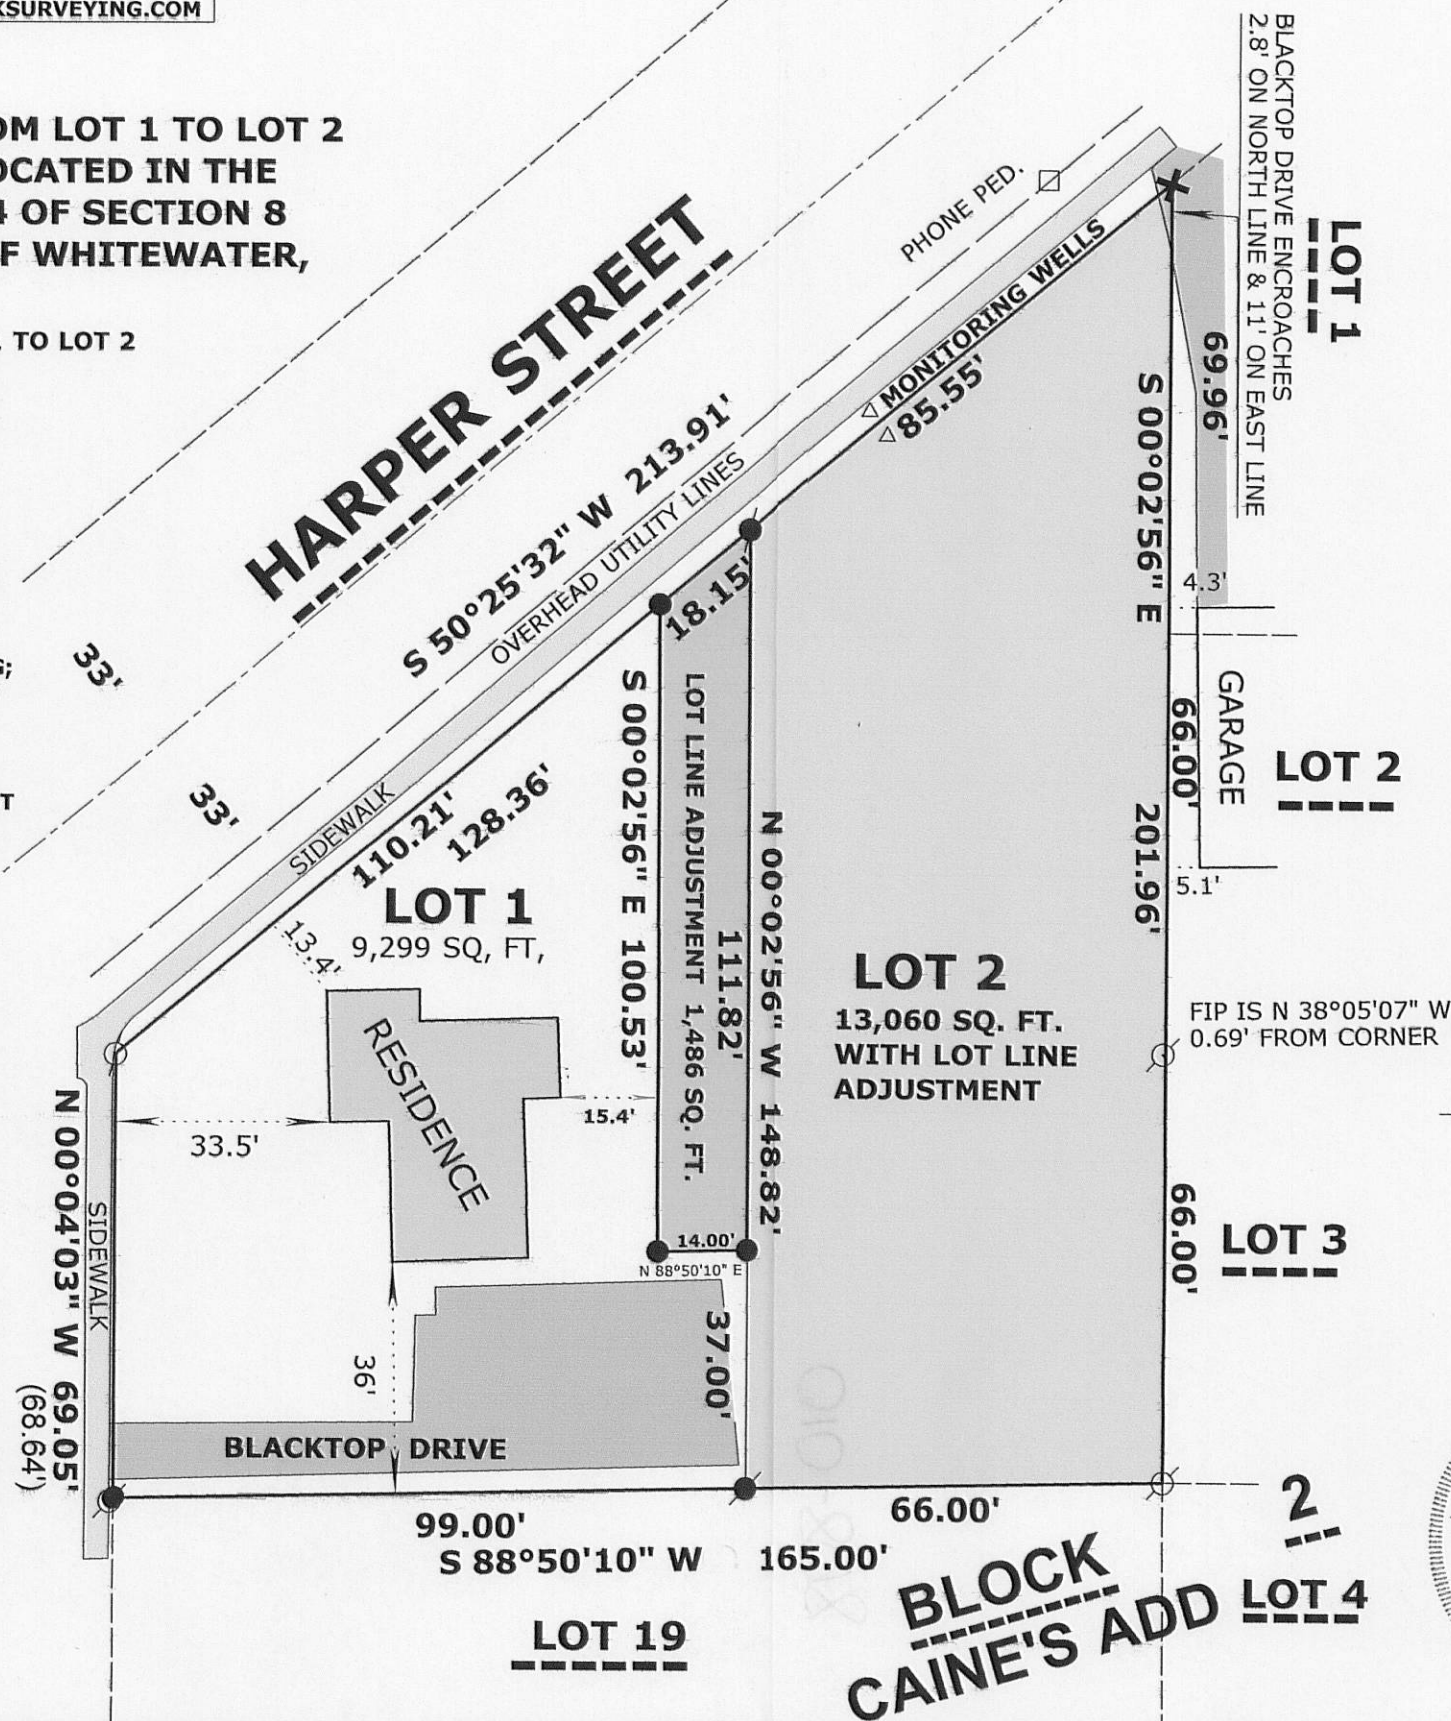 KSURVEYING.COM
OM LOT 1 TO LOT 2
OCATED IN THE
4 OF SECTION 8
F WHITEWATER,
TO LOT 2
HARPER STREET
PHONE PED.
MONITORING WELLS
85.55'
BLACKTOP DRIVE ENCROACHES
2.8' ON NORTH LINE & 11' ON EAST LINE
LOT 1
69.96'
S 00°02'56" E
201.96'
S 50°25'32" W 213.91'
OVERHEAD UTILITY LINES
18.15'
4.3'
GARAGE
66.00'
LOT 2
5.1'
33'
33'
T
SIDEWALK
110.21'
128.36'
LOT 1
9,299 SQ, FT,
13.4'
S 00°02'56" E 100.53'
LOT LINE ADJUSTMENT 1,486 SQ. FT.
111.82'
N 00°02'56" W 148.82'
LOT 2
13,060 SQ. FT.
WITH LOT LINE
ADJUSTMENT
FIP IS N 38°05'07" W
0.69' FROM CORNER
RESIDENCE
33.5'
15.4'
14.00'
N 88°50'10" E
66.00'
LOT 3
N 00°04'03" W 69.05'
(68.64')
SIDEWALK
36'
37.00'
BLACKTOP DRIVE
99.00'
66.00'
S 88°50'10" W 165.00'
LOT 19
BLOCK 2
CAINE'S ADD
LOT 4